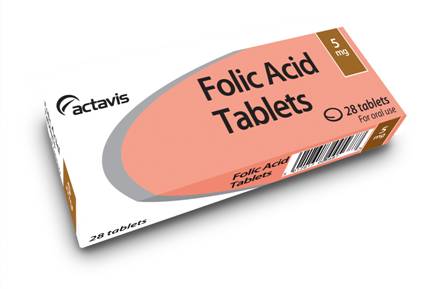 actavis
5
mg
Folic Acid
Tablets
28 tablets
For oral use
5
mg
Folic Acid
Tablets
28 tablets